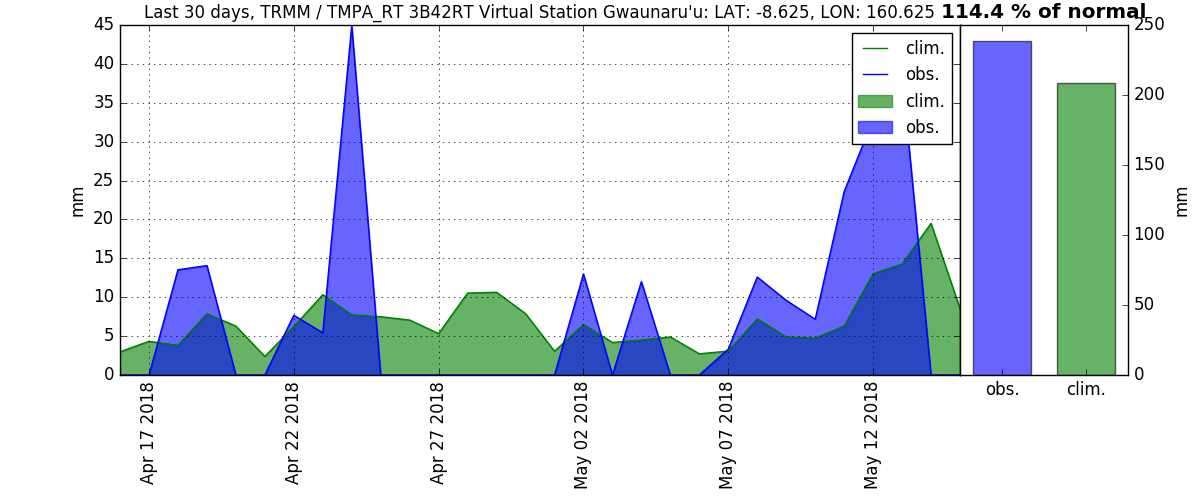 Last 30 days, TRMM / TMPA_RT 3B42RT Virtual Station Gwaunaru'u: LAT: -8.625, LON: 160.625 114.4 % of normal
45
40
35
30
25
20
15
10
5
0
mm
clim.
obs.
clim.
obs.
250
200
150
100
50
0
mm
Apr 17 2018
Apr 22 2018
Apr 27 2018
May 02 2018
May 07 2018
May 12 2018
obs.
clim.